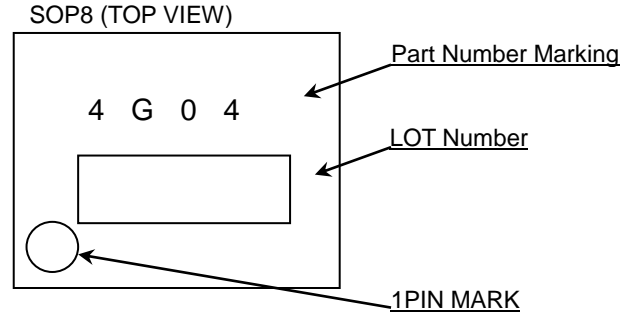 SOP8 (TOP VIEW)
Part Number Marking
4 G 0 4
LOT Number
1PIN MARK